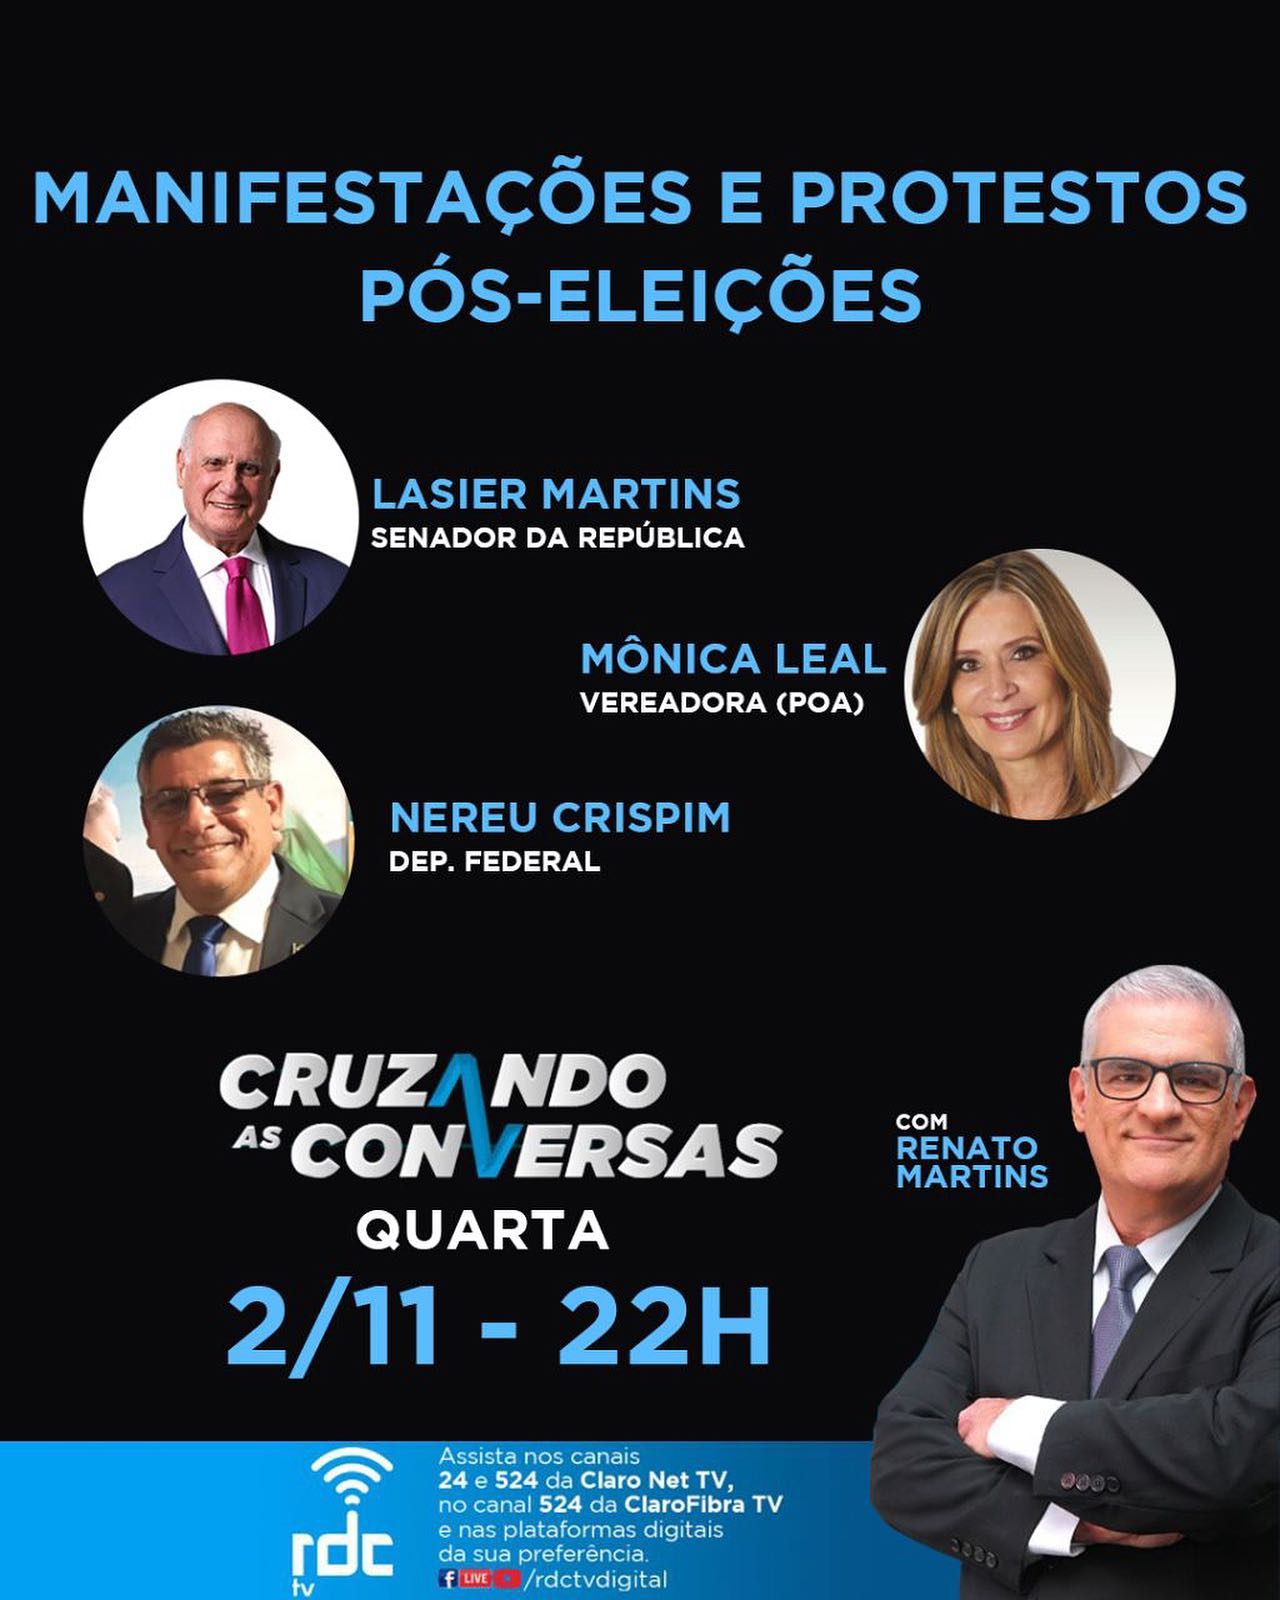 MANIFESTAÇÕES E PROTESTOS
PÓS-ELEIÇÕES
LASIER MARTINS
SENADOR DA REPÚBLICA
MÔNICA LEAL
VEREADORA (POA)
NEREU CRISPIM
DEP. FEDERAL
CRUZANDO
AS CONVERSAS
QUARTA
2/11 - 22H
COM
RENATO
MARTINS
rdc
tv
Assista nos canais
24 e 524 da Claro Net TV,
no canal 524 da ClaroFibra TV
e nas plataformas digitais
da sua preferência.
f LIVE /rdctvdigital